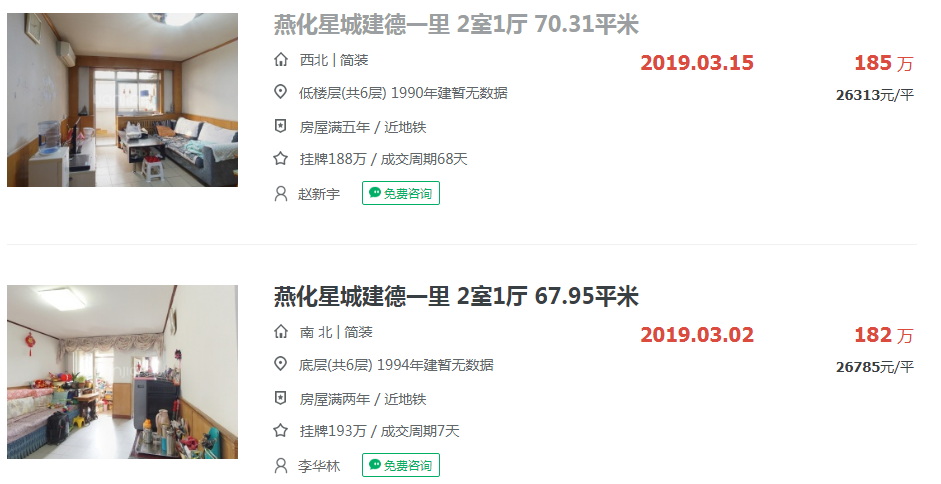 燕化星城建德一里 2室1厅 70.31平米
西北 | 简装
2019.03.15
185 万
低楼层(共6层) 1990年建暂无数据
26313元/平
房屋满五年 / 近地铁
挂牌188万 / 成交周期68天
赵新宇
免费咨询
燕化星城建德一里 2室1厅 67.95平米
南 北 | 简装
2019.03.02
182 万
底层(共6层) 1994年建暂无数据
26785元/平
房屋满两年 / 近地铁
挂牌193万 / 成交周期7天
李华林
免费咨询